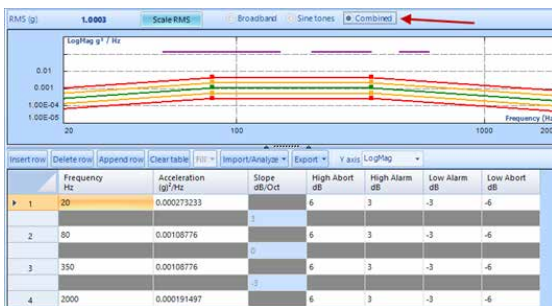 RMS (g) 1.0003 Scale RMS Broadband Sine tones Combined
LogMag g² / Hz
0.01
0.001
1.00E-04
1.00E-05
Frequency (Hz
20 100 1000 200
Insert row Delete row Append row Clear table Fill Import/Analyze Export Y axis LogMag
Frequency Acceleration Slope High Abort High Alarm Low Alarm Low Abort
Hz (g)²/Hz dB/Oct dB dB dB dB
1 20 0.000273233 6 3 -3 -6
3
2 80 0.00108776 6 3 -3 -6
0
3 350 0.00108776 6 3 -3 -6
-3
4 2000 0.000191497 6 3 -3 -6